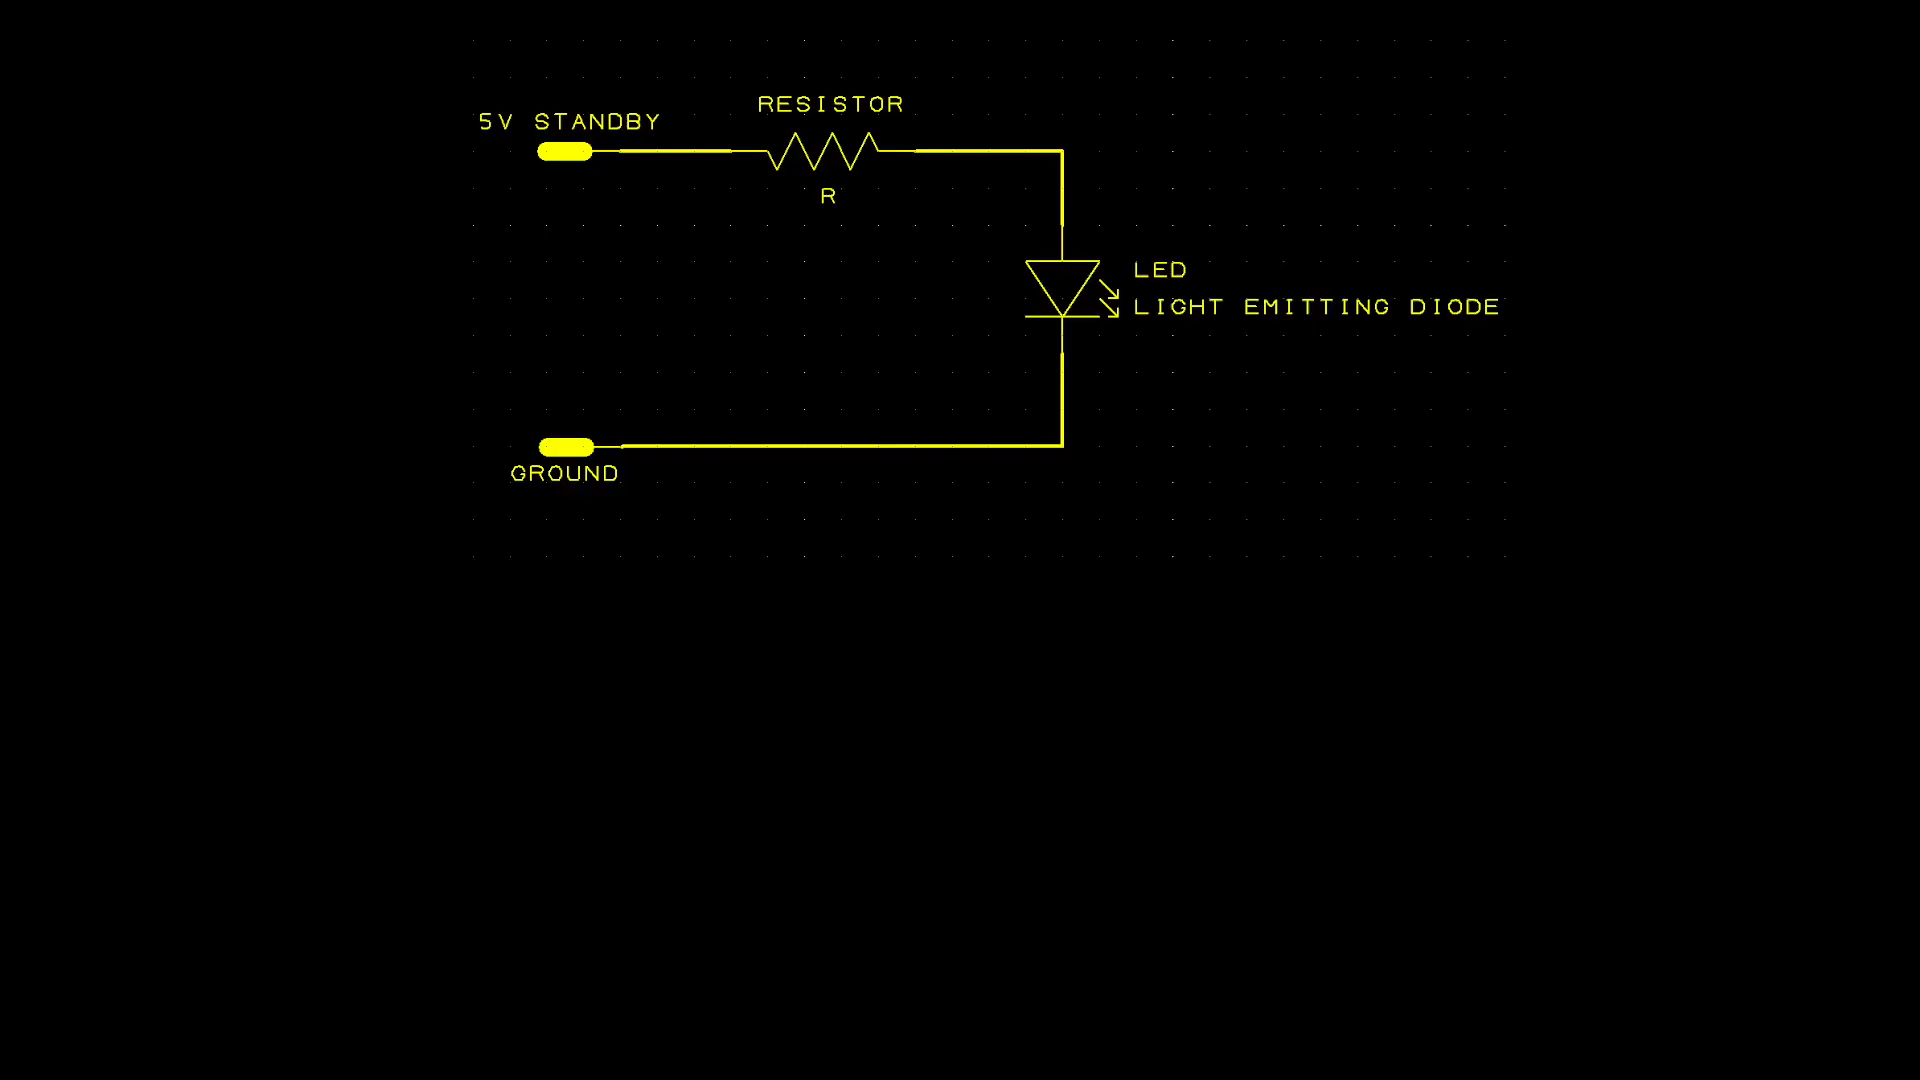 RESISTOR
5V STANDBY
R
LED
LIGHT EMITTING DIODE
GROUND